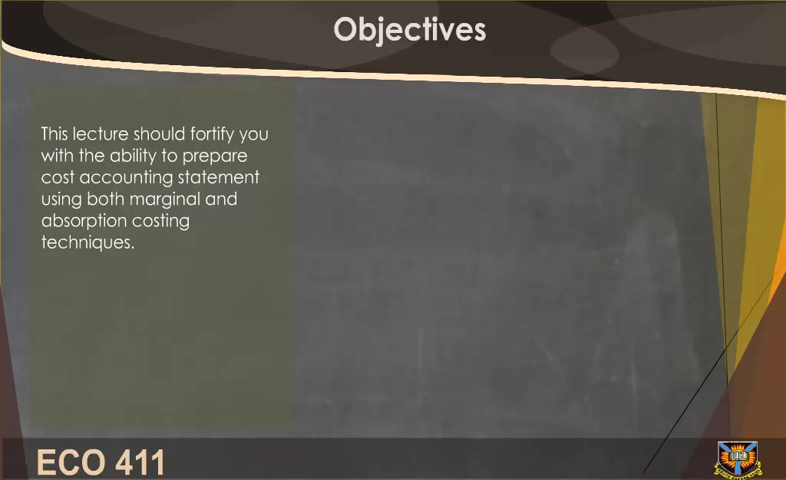 Objectives
This lecture should fortify you
with the ability to prepare
cost accounting statement
using both marginal and
absorption costing
techniques.
ECO 411